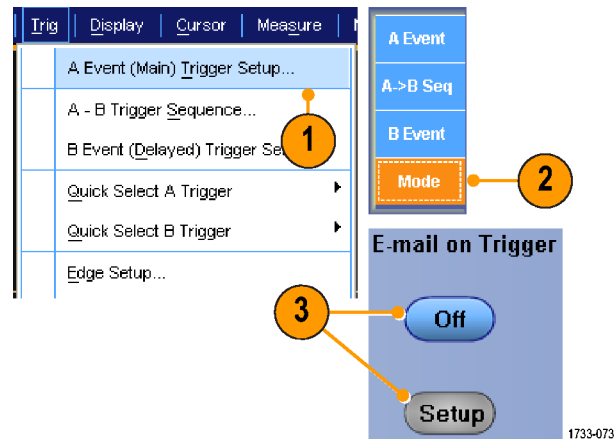 Trig Display Cursor Measure
A Event (Main) Trigger Setup...
A - B Trigger Sequence...
B Event (Delayed) Trigger Se
Quick Select A Trigger
Quick Select B Trigger
Edge Setup...
1
A Event
A->B Seq
B Event
Mode
2
E-mail on Trigger
3
Off
Setup
1733-073